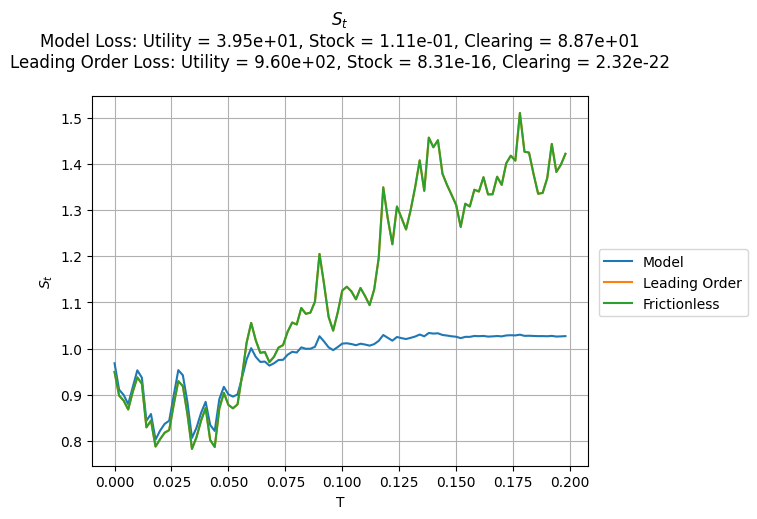 S_t
Model Loss: Utility = 3.95e+01, Stock = 1.11e-01, Clearing = 8.87e+01
Leading Order Loss: Utility = 9.60e+02, Stock = 8.31e-16, Clearing = 2.32e-22
1.5
1.4
1.3
1.2
1.1
1.0
0.9
0.8
S_t
0.000 0.025 0.050 0.075 0.100 0.125 0.150 0.175 0.200
T
Model
Leading Order
Frictionless